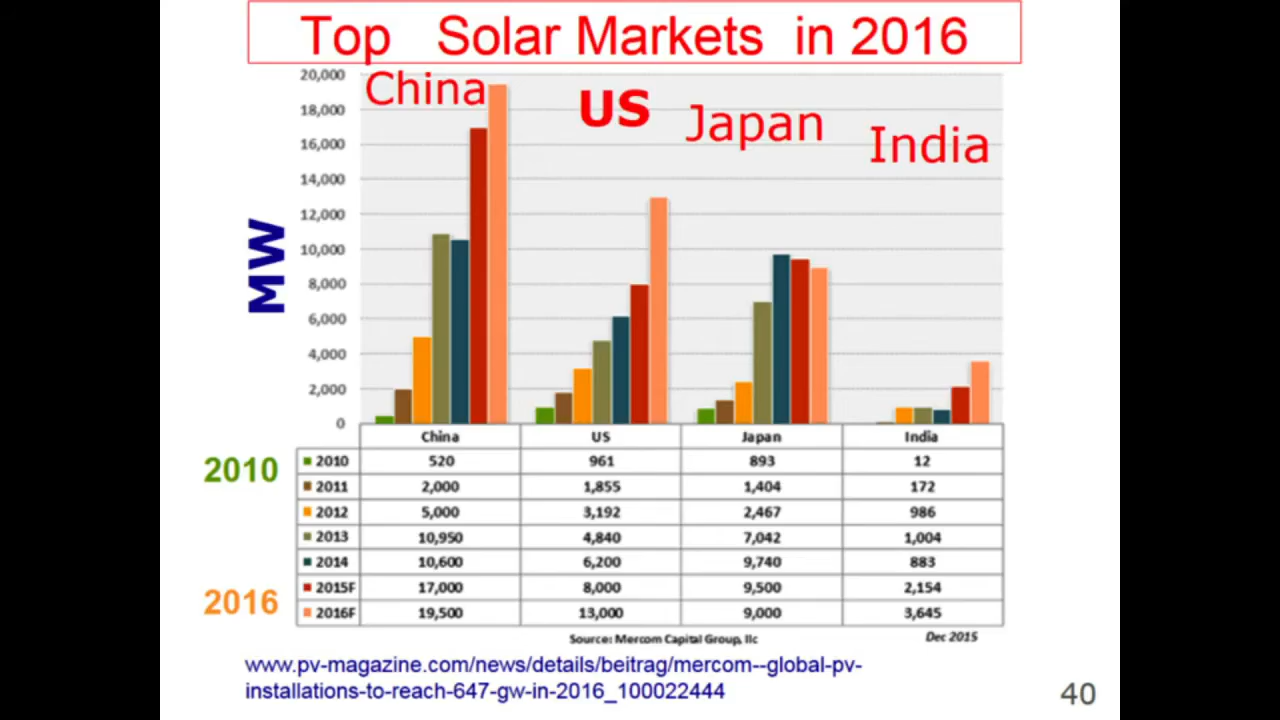 Top Solar Markets in 2016
20,000
18,000
16,000
14,000
12,000
10,000
8,000
6,000
4,000
2,000
0
MW
China
US
Japan
India
China US Japan India
2010
2010 520 961 893 12
2011 2,000 1,855 1,404 172
2012 5,000 3,192 2,467 986
2013 10,950 4,840 7,042 1,004
2014 10,600 6,200 9,740 883
2015F 17,000 8,000 9,500 2,154
2016
2016F 19,500 13,000 9,000 3,645
Source: Mercom Capital Group, llc
Dec 2015
www.pv-magazine.com/news/details/beitrag/mercom--global-pv-
installations-to-reach-647-gw-in-2016_100022444
40